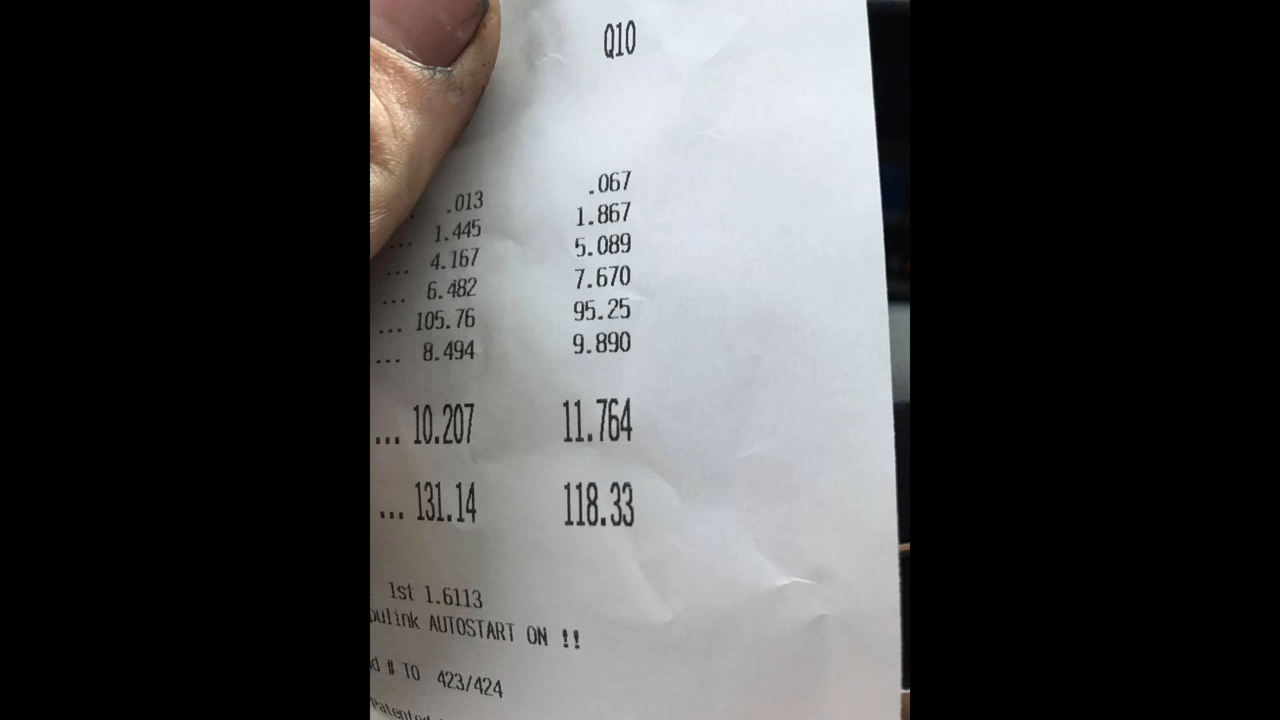 Q10
.013 .067
... 1.445 1.867
... 4.167 5.089
... 6.482 7.670
... 105.76 95.25
... 8.494 9.890
... 10.207 11.764
... 131.14 118.33
1st 1.6113
AUTOSTART ON !!
# TO 423/424
Patented